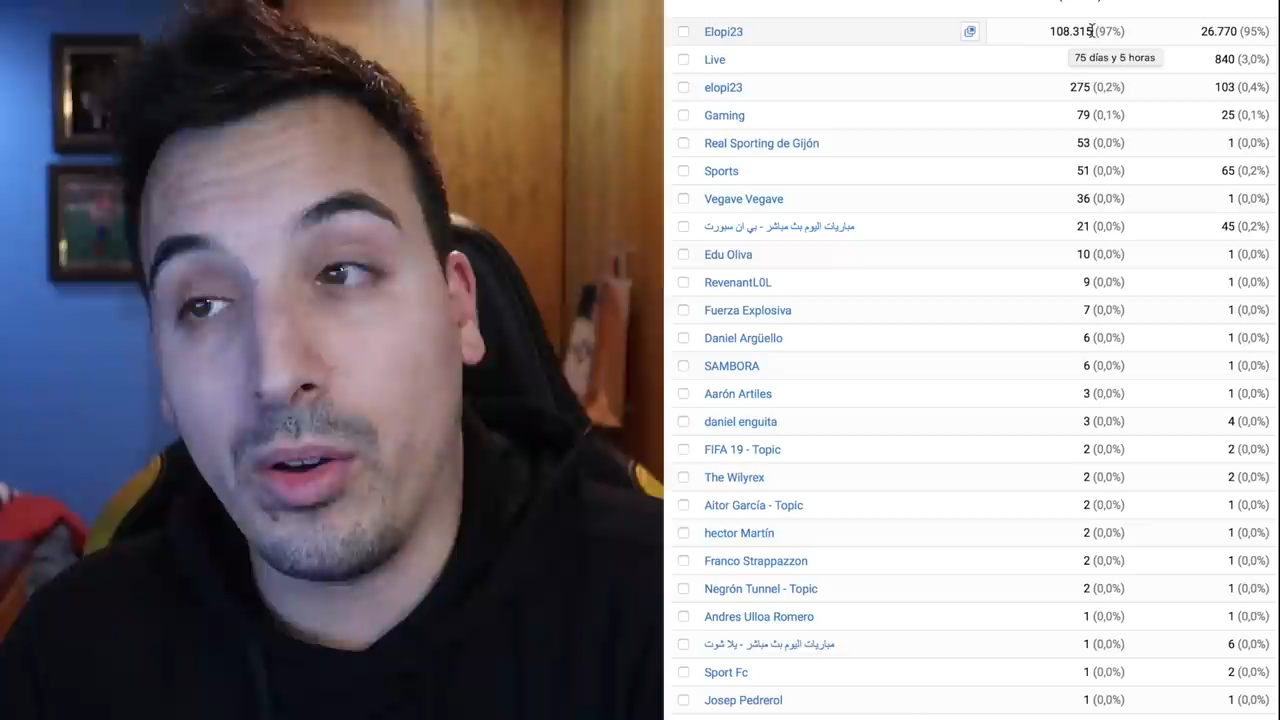 Elopi23 108.315 (97%) 26.770 (95%)
75 días y 5 horas
Live 840 (3,0%)
elopi23 275 (0,2%) 103 (0,4%)
Gaming 79 (0,1%) 25 (0,1%)
Real Sporting de Gijón 53 (0,0%) 1 (0,0%)
Sports 51 (0,0%) 65 (0,2%)
Vegave Vegave 36 (0,0%) 1 (0,0%)
مباريات اليوم بث مباشر - بي ان سبورت 21 (0,0%) 45 (0,2%)
Edu Oliva 10 (0,0%) 1 (0,0%)
RevenantL0L 9 (0,0%) 1 (0,0%)
Fuerza Explosiva 7 (0,0%) 1 (0,0%)
Daniel Argüello 6 (0,0%) 1 (0,0%)
SAMBORA 6 (0,0%) 1 (0,0%)
Aarón Artiles 3 (0,0%) 1 (0,0%)
daniel enguita 3 (0,0%) 4 (0,0%)
FIFA 19 - Topic 2 (0,0%) 2 (0,0%)
The Wilyrex 2 (0,0%) 2 (0,0%)
Aitor García - Topic 2 (0,0%) 1 (0,0%)
hector Martín 2 (0,0%) 1 (0,0%)
Franco Strappazzon 2 (0,0%) 1 (0,0%)
Negrón Tunnel - Topic 2 (0,0%) 1 (0,0%)
Andres Ulloa Romero 1 (0,0%) 1 (0,0%)
مباريات اليوم بث مباشر - يلا شوت 1 (0,0%) 6 (0,0%)
Sport Fc 1 (0,0%) 2 (0,0%)
Josep Pedrerol 1 (0,0%) 1 (0,0%)